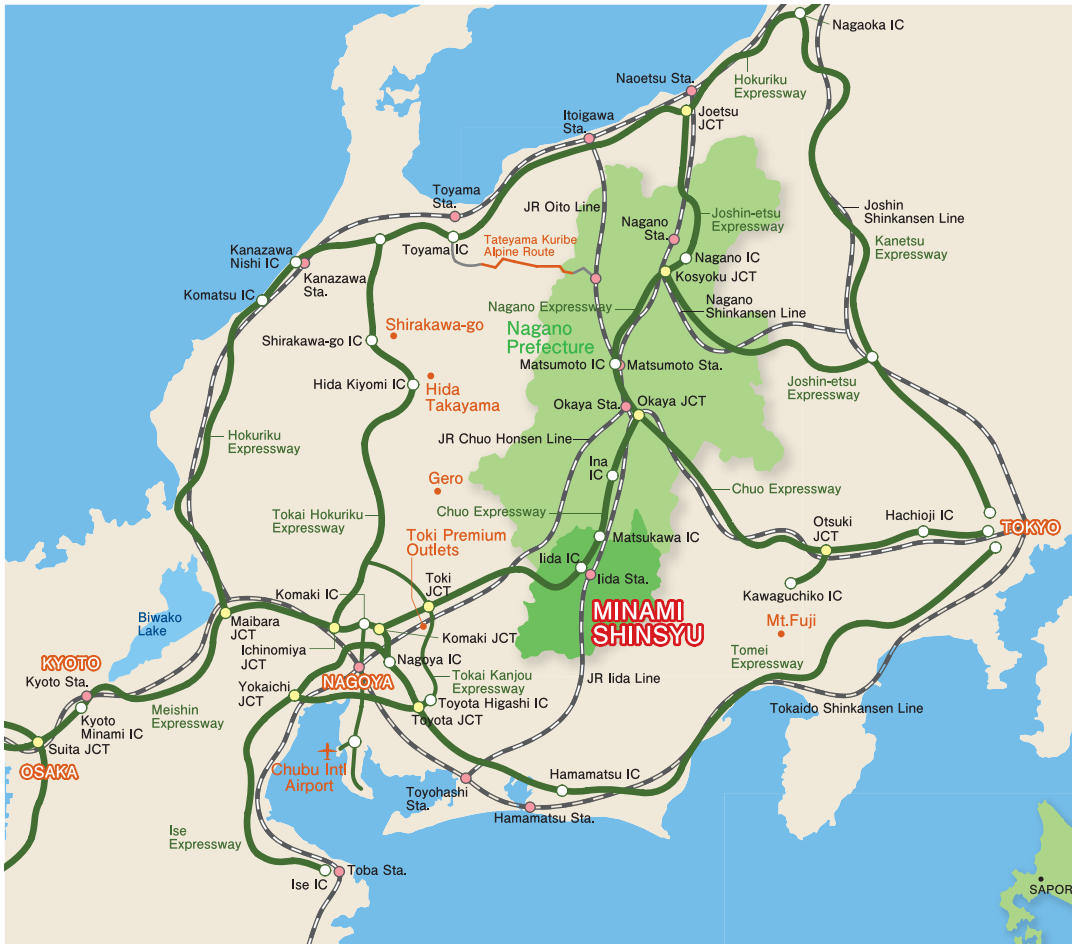 Nagaoka IC
Naoetsu Sta.
Hokuriku
Expressway
Itoigawa
Sta.
Joetsu
JCT
Toyama
Sta.
JR Oito Line
Nagano
Sta.
Joshin-etsu
Expressway
Joshin
Shinkansen Line
Kanetsu
Expressway
Kanazawa
Nishi IC
Toyama IC
Tateyama Kuribe
Alpine Route
Nagano IC
Kanazawa
Sta.
Kosyoku JCT
Komatsu IC
Nagano Expressway
Nagano
Shinkansen Line
Shirakawa-go
Nagano
Prefecture
Shirakawa-go IC
Matsumoto IC
Matsumoto Sta.
Hida Kiyomi IC
Hida
Takayama
Joshin-etsu
Expressway
Okaya Sta.
Okaya JCT
Hokuriku
Expressway
JR Chuo Honsen Line
Ina
IC
Gero
Chuo Expressway
Tokai Hokuriku
Expressway
Chuo Expressway
Otsuki
JCT
Hachioji IC
TOKYO
Toki Premium
Outlets
Matsukawa IC
Iida IC
Toki
JCT
Iida Sta.
Kawaguchiko IC
Komaki IC
Biwako
Lake
MINAMI
SHINSYU
Mt.Fuji
Maibara
JCT
Komaki JCT
Ichinomiya
JCT
Tomei
Expressway
KYOTO
Kyoto Sta.
Nagoya IC
NAGOYA
Tokai Kanjou
Expressway
JR Iida Line
Yokaichi
JCT
Toyota Higashi IC
Tokaido Shinkansen Line
Meishin
Expressway
Kyoto
Minami IC
Toyota JCT
Suita JCT
OSAKA
Chubu Intl
Airport
Hamamatsu IC
Toyohashi
Sta.
Hamamatsu Sta.
Ise
Expressway
Toba Sta.
Ise IC
SAPOR